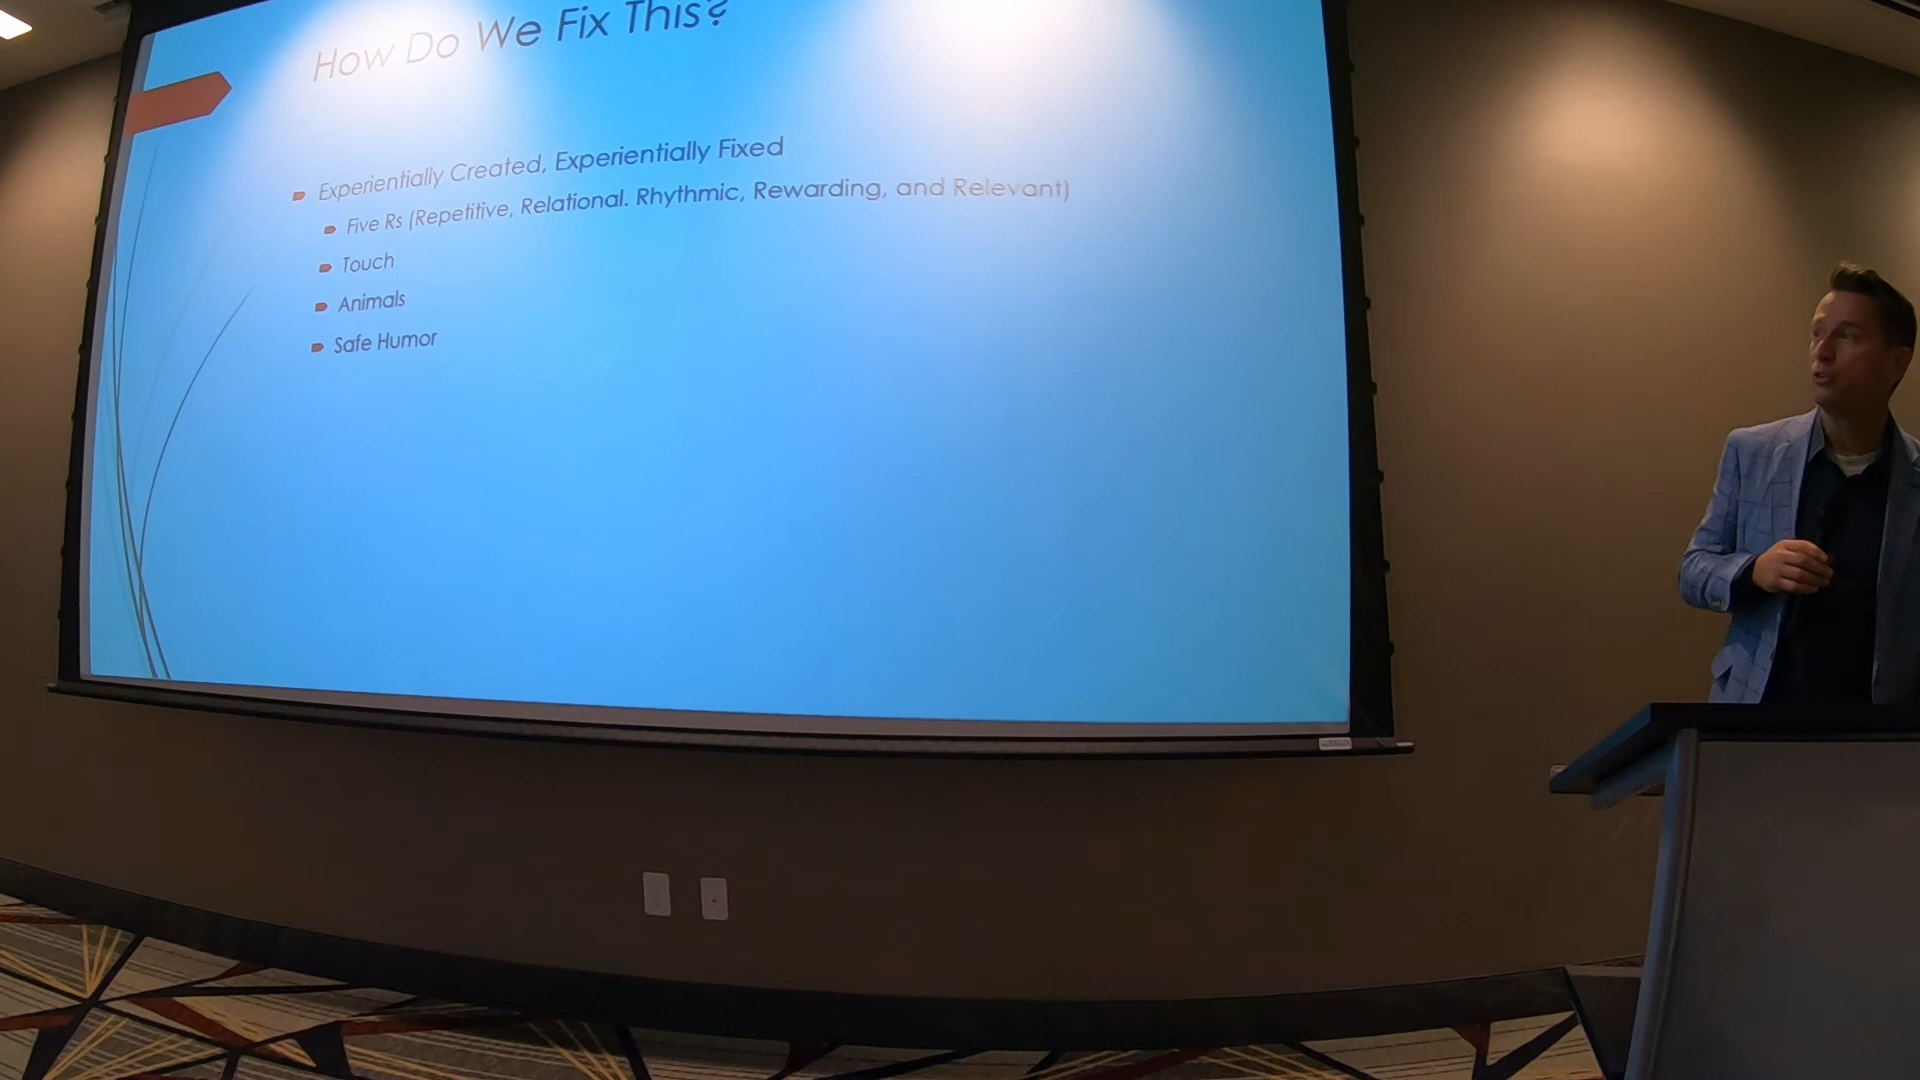 How Do We Fix This?
Experientially Created, Experientially Fixed
Five Rs (Repetitive, Relational. Rhythmic, Rewarding, and Relevant)
Touch
Animals
Safe Humor